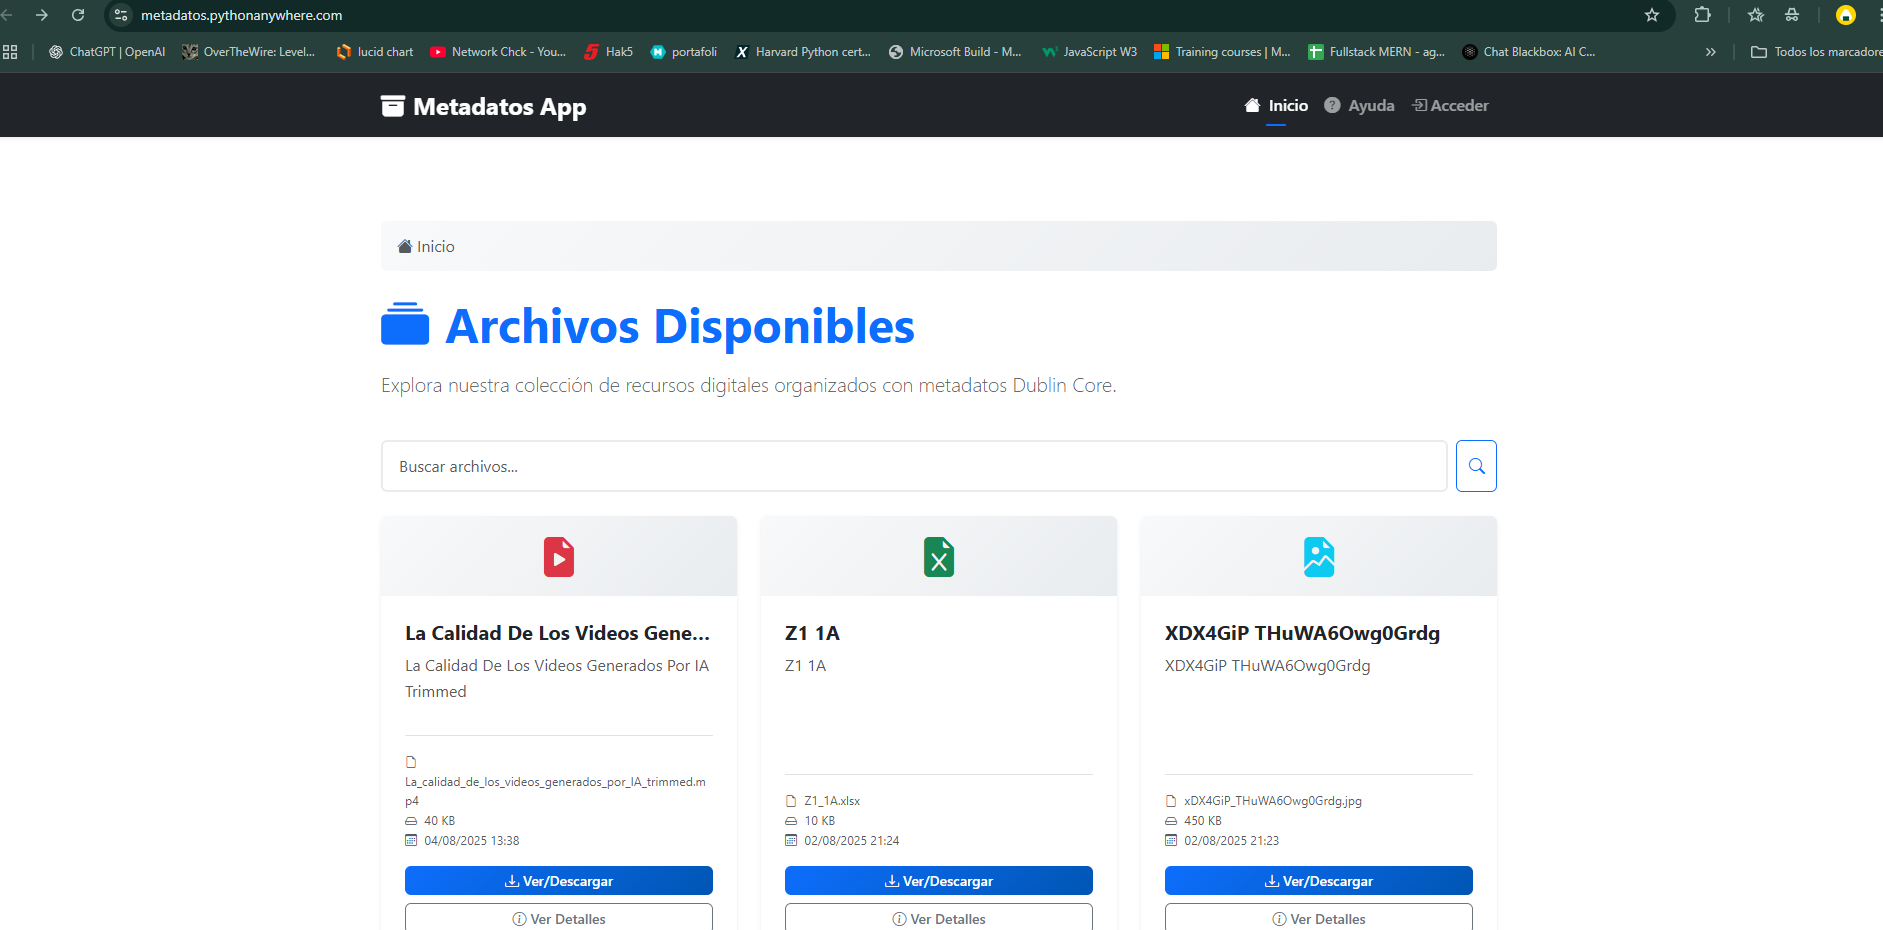 metadatos.pythonanywhere.com
ChatGPT | OpenAI
OverTheWire: Level...
lucid chart
Network Chck - You...
Hak5
portafoli
Harvard Python cert...
Microsoft Build - M...
JavaScript W3
Training courses | M...
Fullstack MERN - ag...
Chat Blackbox: AI C...
»
Todos los marcadore
Metadatos App
Inicio
Ayuda
Acceder
Inicio
Archivos Disponibles
Explora nuestra colección de recursos digitales organizados con metadatos Dublin Core.
Buscar archivos...
La Calidad De Los Videos Gene...
La Calidad De Los Videos Generados Por IA
Trimmed
La_calidad_de_los_videos_generados_por_IA_trimmed.m
p4
40 KB
04/08/2025 13:38
Ver/Descargar
Ver Detalles
Z1 1A
Z1 1A
Z1_1A.xlsx
10 KB
02/08/2025 21:24
Ver/Descargar
Ver Detalles
XDX4GiP THuWA6Owg0Grdg
XDX4GiP THuWA6Owg0Grdg
xDX4GiP_THuWA6Owg0Grdg.jpg
450 KB
02/08/2025 21:23
Ver/Descargar
Ver Detalles